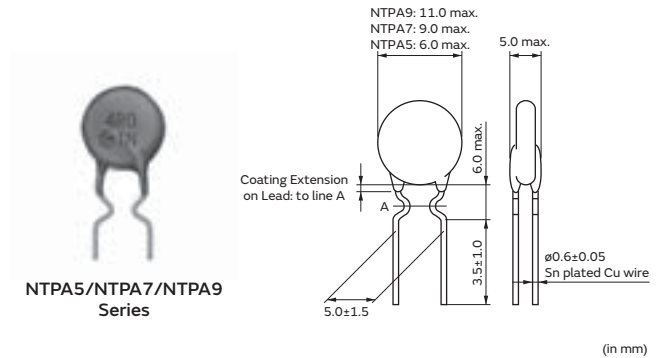 NTPA9: 11.0 max.
NTPA7: 9.0 max.
NTPA5: 6.0 max.
5.0 max.
4R0
6.0 max.
Coating Extension
on Lead: to line A
A
3.5±1.0
ø0.6±0.05
Sn plated Cu wire
5.0±1.5
NTPA5/NTPA7/NTPA9
Series
(in mm)